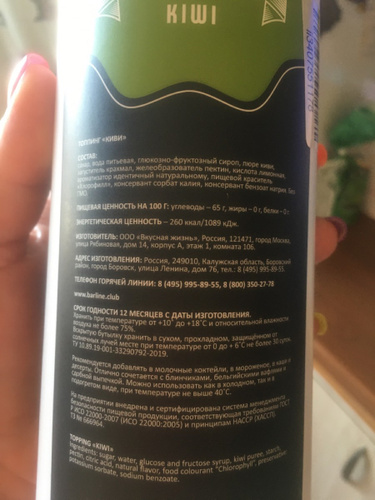 KIWI
ТОППИНГ «КИВИ»
СОСТАВ:
сахар, вода питьевая, глюкозно-фруктозный сироп, пюре киви,
загуститель крахмал, желеобразователь пектин, кислота лимонная,
ароматизатор идентичный натуральному, пищевой краситель
«Хлорофилл», консервант сорбат калия, консервант бензоат натрия. Без
ГМО.
ПИЩЕВАЯ ЦЕННОСТЬ НА 100 Г: углеводы – 65 г, жиры – 0 г, белки – 0 г.
ЭНЕРГЕТИЧЕСКАЯ ЦЕННОСТЬ – 260 ккал/1089 кДж.
ИЗГОТОВИТЕЛЬ: ООО «Вкусная жизнь», Россия, 121471, город Москва,
улица Рябиновая, дом 14, корпус А, этаж 1, комната 106.
АДРЕС ИЗГОТОВЛЕНИЯ: Россия, 249010, Калужская область, Боровский
район, город Боровск, улица Ленина, дом 76, тел.: 8 (495) 995-89-55.
ТЕЛЕФОН ГОРЯЧЕЙ ЛИНИИ: 8 (495) 995-89-55, 8 (800) 350-27-78
www.barline.club
СРОК ГОДНОСТИ 12 МЕСЯЦЕВ С ДАТЫ ИЗГОТОВЛЕНИЯ.
Хранить при температуре от +10˚ до +18˚С и относительной влажности
воздуха не более 75%.
Вскрытую бутылку хранить в сухом, прохладном, защищённом от
солнечных лучей месте при температуре от 0 до + 6˚С не более 30 суток.
ТУ 10.89.19-001-33290792-2019.
Рекомендуется добавлять в молочные коктейли, в мороженое, в каши и
десерты. Отлично сочетается с блинчиками, бельгийскими вафлями и
сдобной выпечкой. Можно использовать как в холодном, так и в
подогретом виде, при температуре не выше 40˚С.
На предприятии внедрена и сертифицирована система менеджмента
безопасности пищевой продукции, соответствующая требованиям ГОСТ
Р ИСО 22000-2007 (ИСО 22000:2005) и принципам HACCP (ХАССП).
ТЗ № 666964.
TOPPING «KIWI»
Ingredients: sugar, water, glucose and fructose syrup, kiwi puree, starch,
pectin, citric acid, natural flavor, food colourant "Chlorophyll", preservative
potassium sorbate, sodium benzoate.